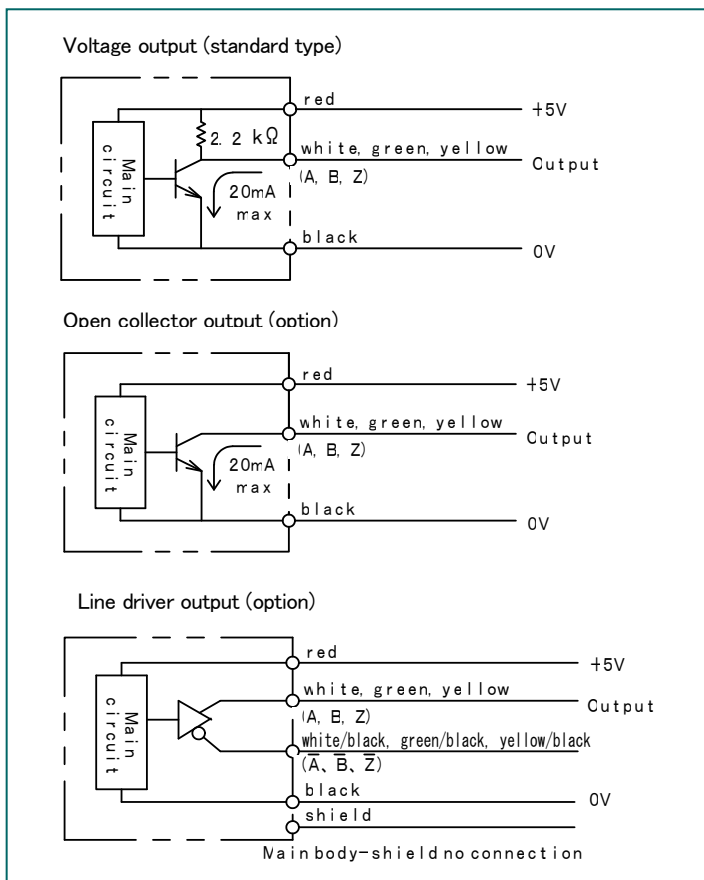 Voltage output (standard type)
red
+5V
2.2 kΩ
white, green, yellow
Output
(A, B, Z)
Main
circuit
20mA
max
black
0V
Open collector output (option)
red
+5V
white, green, yellow
Output
(A, B, Z)
Main
circuit
20mA
max
black
0V
Line driver output (option)
red
+5V
white, green, yellow
Output
(A, B, Z)
Main
circuit
white/black, green/black, yellow/black
(A̅、B̅、Z̅)
black
0V
shield
Main body-shield no connection